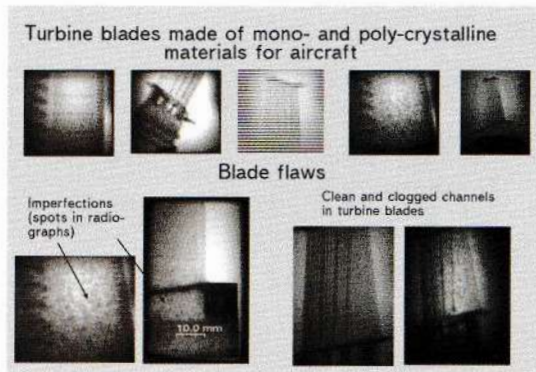 Turbine blades made of mono- and poly-crystalline
materials for aircraft
Blade flaws
Imperfections
(spots in radio-
graphs)
Clean and clogged channels
in turbine blades
10.0 mm